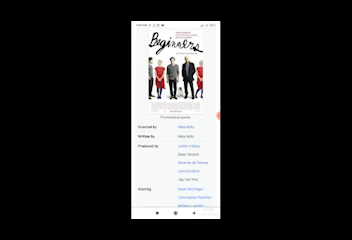 Beginners
Promotional poster
Directed by Mike Mills
Written by Mike Mills
Produced by Leslie Urdang
Dean Vanech
Miranda de Pencier
Lars Knudsen
Jay Van Hoy
Starring Ewan McGregor
Christopher Plummer
Mélanie Laurent